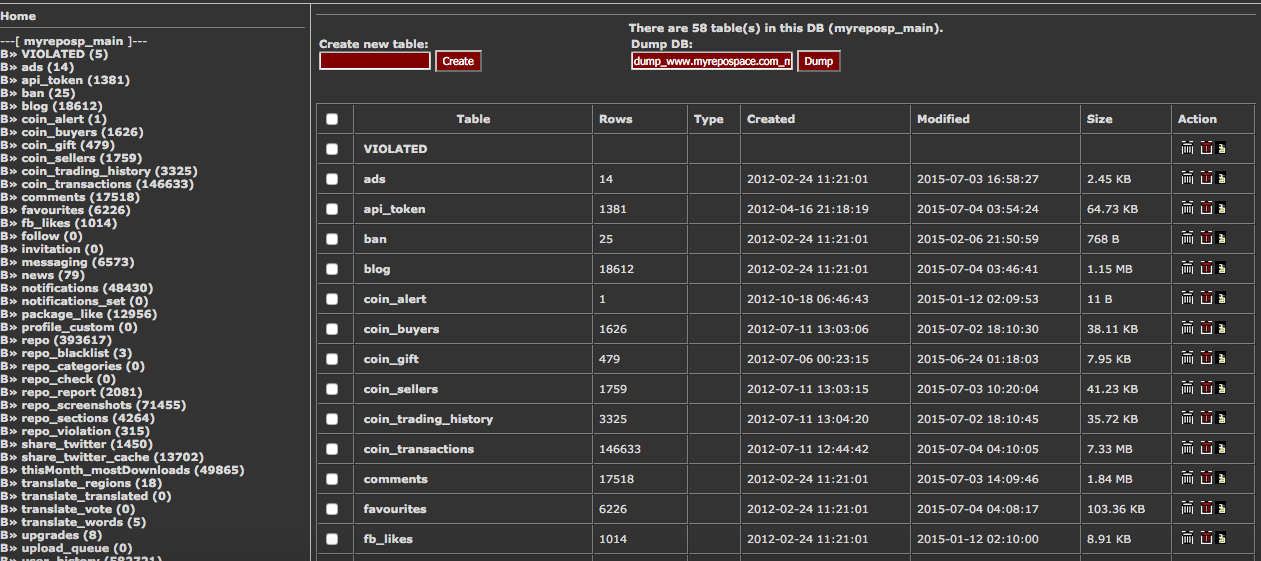 Home
---[ myreposp_main ]---
B» VIOLATED (5)
B» ads (14)
B» api_token (1381)
B» ban (25)
B» blog (18612)
B» coin_alert (1)
B» coin_buyers (1626)
B» coin_gift (479)
B» coin_sellers (1759)
B» coin_trading_history (3325)
B» coin_transactions (146633)
B» comments (17518)
B» favourites (6226)
B» fb_likes (1014)
B» follow (0)
B» invitation (0)
B» messaging (6573)
B» news (79)
B» notifications (48430)
B» notifications_set (0)
B» package_like (12956)
B» profile_custom (0)
B» repo (393617)
B» repo_blacklist (3)
B» repo_categories (0)
B» repo_check (0)
B» repo_report (2081)
B» repo_screenshots (71455)
B» repo_sections (4264)
B» repo_violation (315)
B» share_twitter (1450)
B» share_twitter_cache (13702)
B» thisMonth_mostDownloads (49865)
B» translate_regions (18)
B» translate_translated (0)
B» translate_vote (0)
B» translate_words (5)
B» upgrades (8)
B» upload_queue (0)
B» user_history
There are 58 table(s) in this DB (myreposp_main).
Create new table: Dump DB:
Create dump_www.myrepospace.com_m Dump
Table Rows Type Created Modified Size Action
VIOLATED
ads 14 2012-02-24 11:21:01 2015-07-03 16:58:27 2.45 KB
api_token 1381 2012-04-16 21:18:19 2015-07-04 03:54:24 64.73 KB
ban 25 2012-02-24 11:21:01 2015-02-06 21:50:59 768 B
blog 18612 2012-02-24 11:21:01 2015-07-04 03:46:41 1.15 MB
coin_alert 1 2012-10-18 06:46:43 2015-01-12 02:09:53 11 B
coin_buyers 1626 2012-07-11 13:03:06 2015-07-02 18:10:30 38.11 KB
coin_gift 479 2012-07-06 00:23:15 2015-06-24 01:18:03 7.95 KB
coin_sellers 1759 2012-07-11 13:03:15 2015-07-03 10:20:04 41.23 KB
coin_trading_history 3325 2012-07-11 13:04:20 2015-07-02 18:10:45 35.72 KB
coin_transactions 146633 2012-07-11 12:44:42 2015-07-04 04:10:05 7.33 MB
comments 17518 2012-02-24 11:21:01 2015-07-03 14:09:46 1.84 MB
favourites 6226 2012-02-24 11:21:01 2015-07-04 04:08:17 103.36 KB
fb_likes 1014 2012-02-24 11:21:01 2015-01-12 02:10:00 8.91 KB